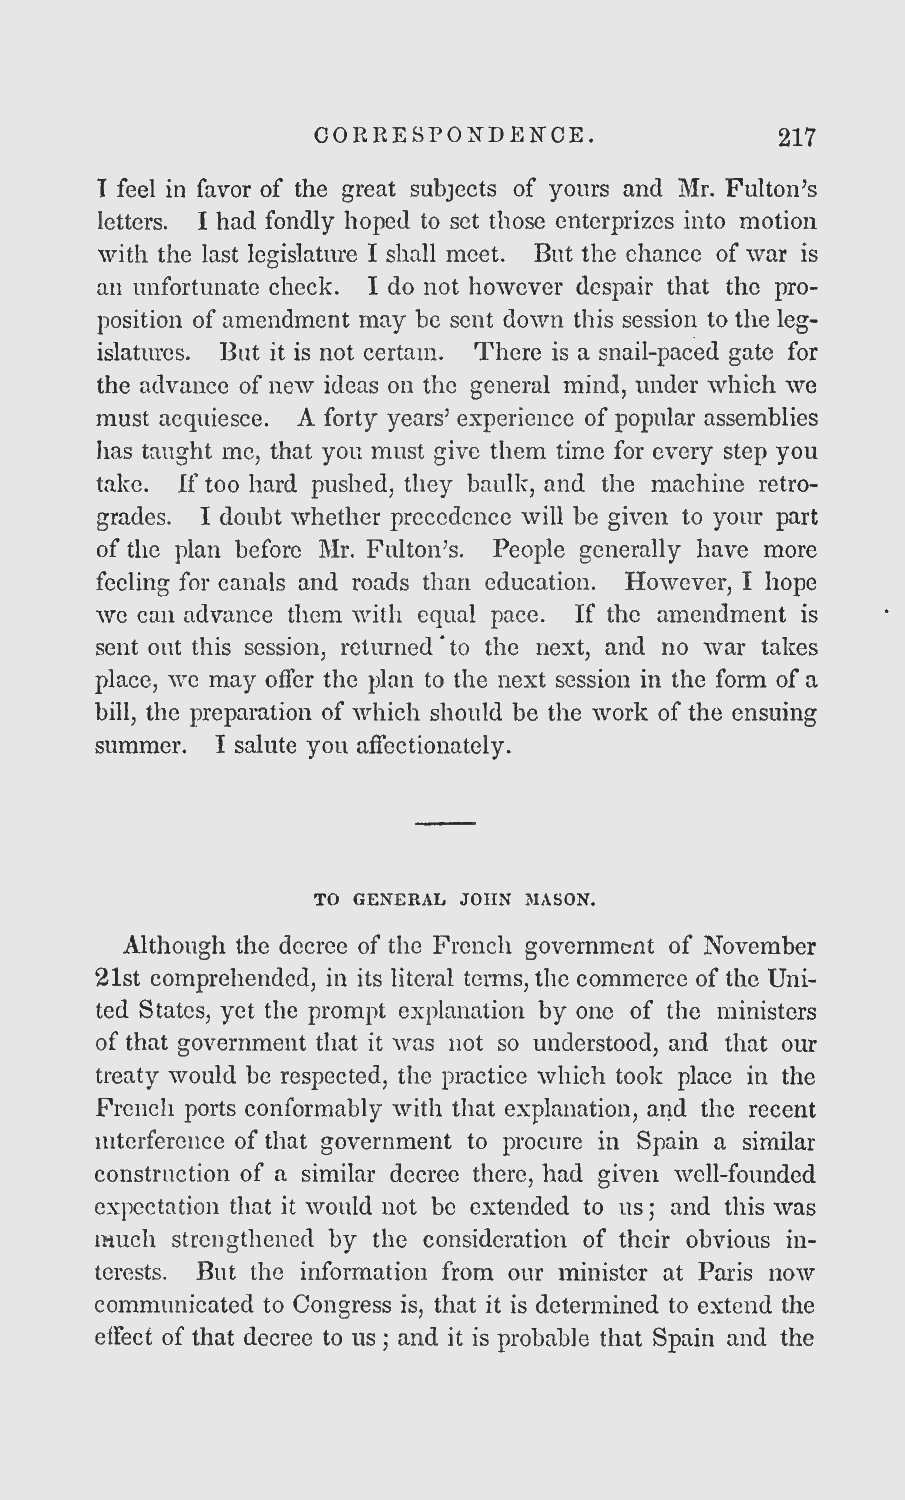 CORRESPONDENCE. 217
I feel in favor of the great subjects of yours and Mr. Fulton's
letters. I had fondly hoped to set those enterprizes into motion
with the last legislature I shall meet. But the chance of war is
an unfortunate check. I do not however despair that the pro-
position of amendment may be sent down this session to the leg-
islatures. But it is not certain. There is a snail-paced gate for
the advance of new ideas on the general mind, under which we
must acquiesce. A forty years' experience of popular assemblies
has taught me, that you must give them time for every step you
take. If too hard pushed, they baulk, and the machine retro-
grades. I doubt whether precedence will be given to your part
of the plan before Mr. Fulton's. People generally have more
feeling for canals and roads than education. However, I hope
we can advance them with equal pace. If the amendment is
sent out this session, returned to the next, and no war takes
place, we may offer the plan to the next session in the form of a
bill, the preparation of which should be the work of the ensuing
summer. I salute you affectionately.
TO GENERAL JOHN MASON.
Although the decree of the French government of November
21st comprehended, in its literal terms, the commerce of the Uni-
ted States, yet the prompt explanation by one of the ministers
of that government that it was not so understood, and that our
treaty would be respected, the practice which took place in the
French ports conformably with that explanation, and the recent
interference of that government to procure in Spain a similar
construction of a similar decree there, had given well-founded
expectation that it would not be extended to us; and this was
much strengthened by the consideration of their obvious in-
terests. But the information from our minister at Paris now
communicated to Congress is, that it is determined to extend the
effect of that decree to us; and it is probable that Spain and the